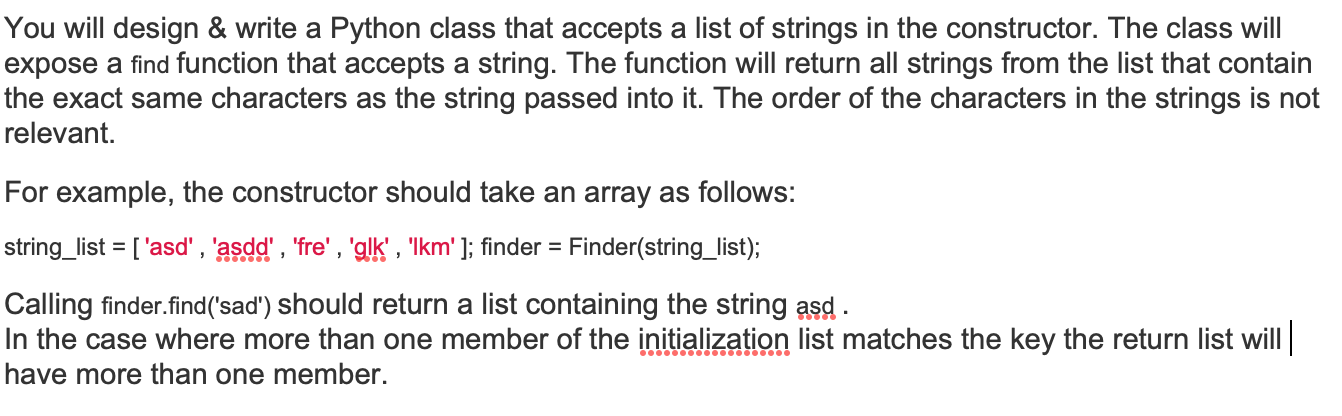 You will design & write a Python class that accepts a list of strings in the constructor. The class will
expose a find function that accepts a string. The function will return all strings from the list that contain
the exact same characters as the string passed into it. The order of the characters in the strings is not
relevant.
For example, the constructor should take an array as follows:
string_list = [ 'asd' , 'asdd' , 'fre' , 'glk' , 'lkm' ]; finder = Finder(string_list);
Calling finder.find('sad') should return a list containing the string asd .
In the case where more than one member of the initialization list matches the key the return list will
have more than one member.